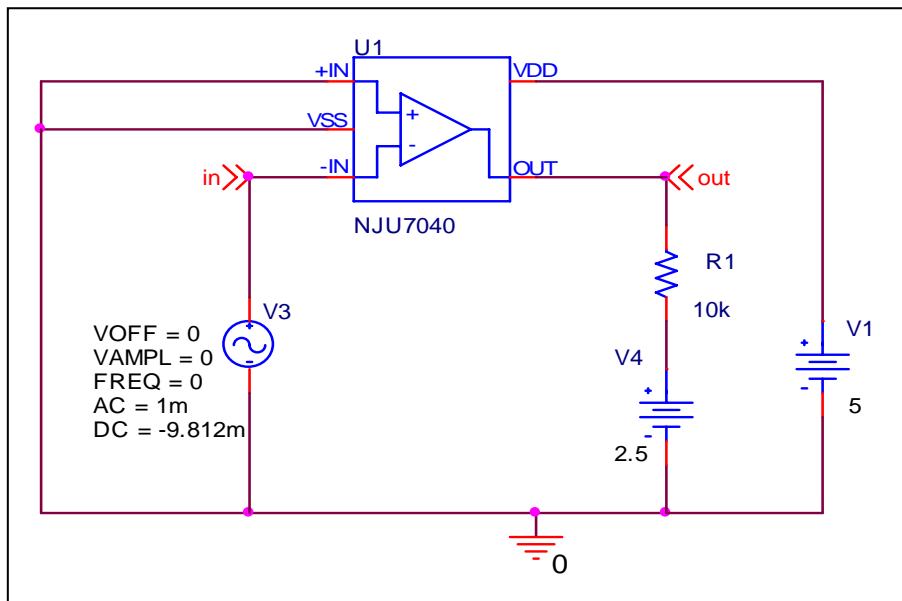 U1
+IN
VDD
VSS
+
-
-IN
OUT
in
out
NJU7040
R1
10k
V3
+
-
VOFF = 0
VAMPL = 0
FREQ = 0
AC = 1m
DC = -9.812m
V4
+
-
2.5
V1
+
-
5
0